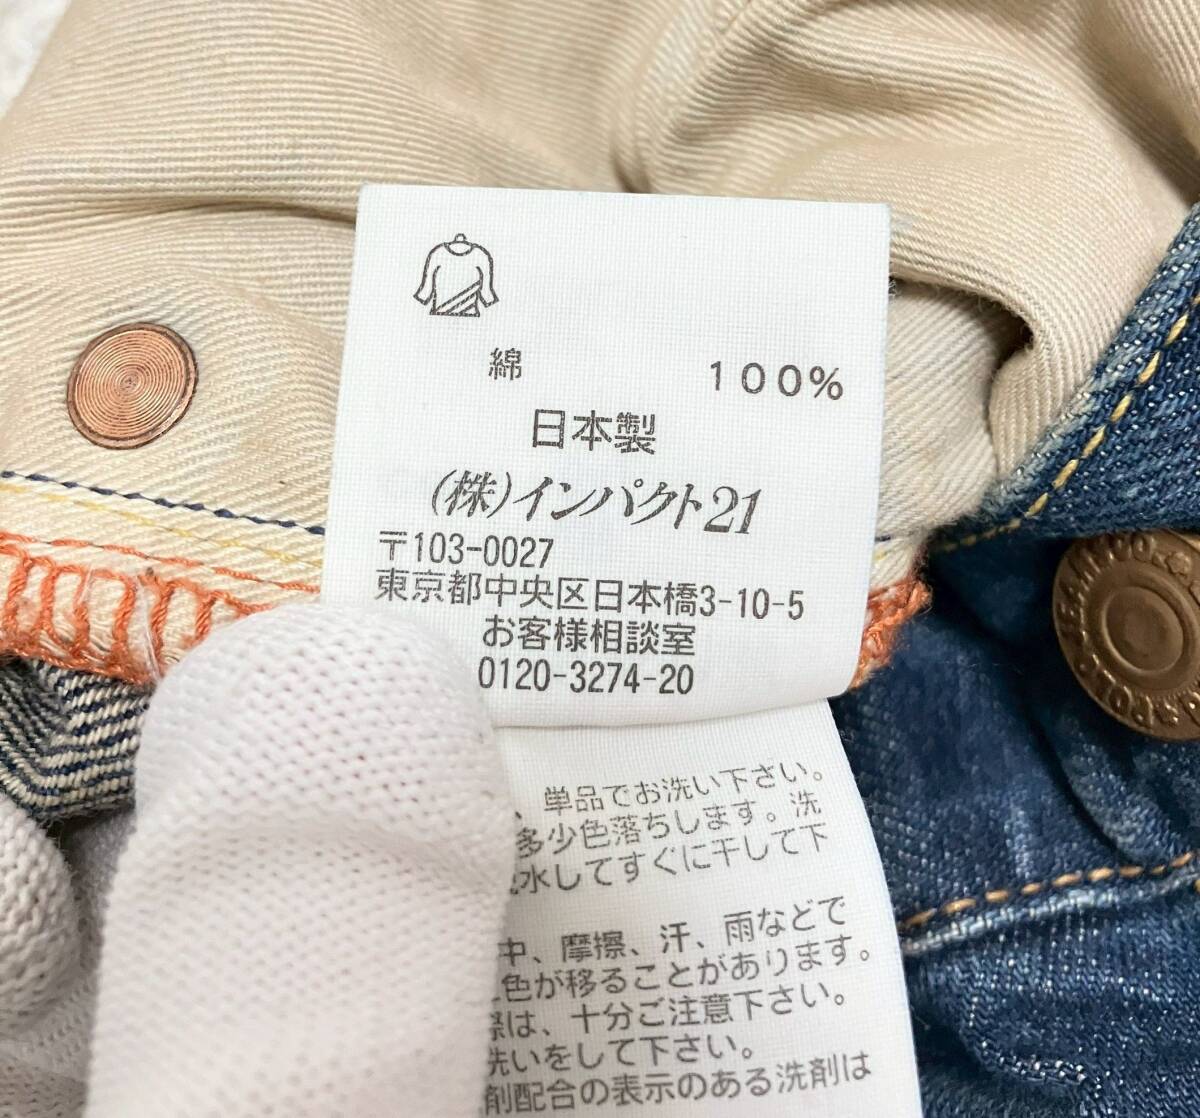 綿 100%
日本製
(株)インパクト21
〒103-0027
東京都中央区日本橋3-10-5
お客様相談室
0120-3274-20
、単品でお洗い下さい。
多少色落ちします。洗
水してすぐに干して下
中、摩擦、汗、雨などで
色が移ることがあります。
際は、十分ご注意下さい。
洗いをして下さい。
剤配合の表示のある洗剤は
POLO